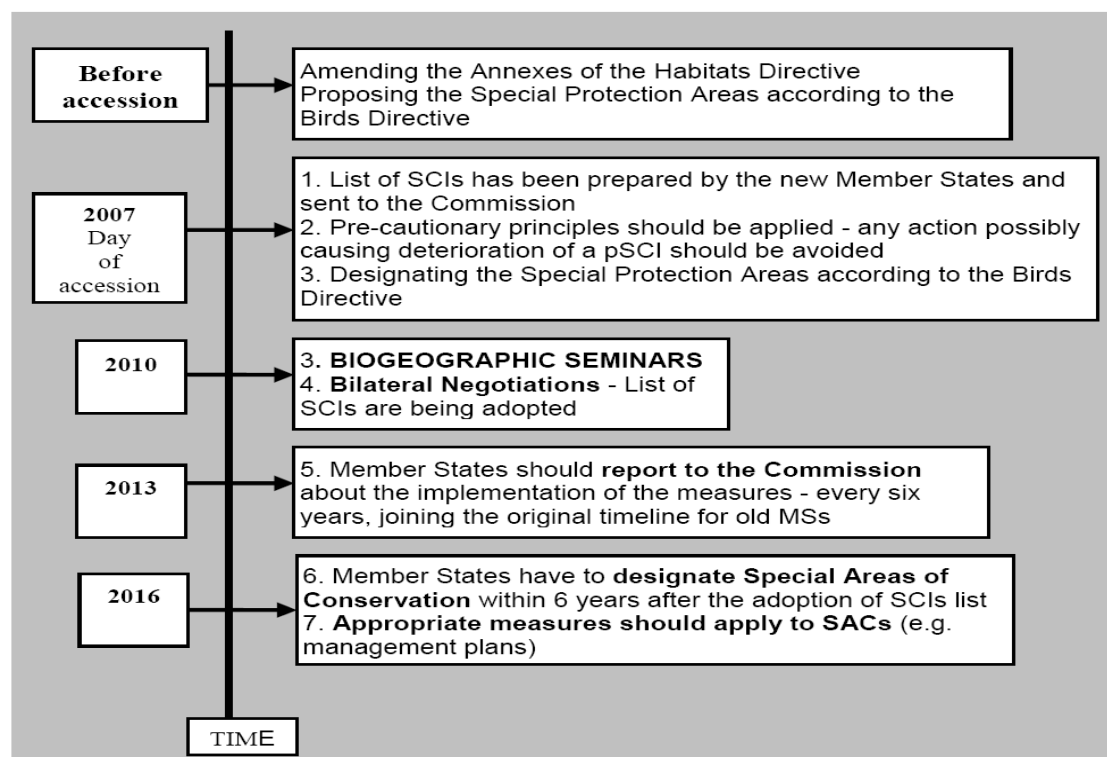 Before
accession
Amending the Annexes of the Habitats Directive
Proposing the Special Protection Areas according to the
Birds Directive
2007
Day
of
accession
1. List of SCIs has been prepared by the new Member States and
sent to the Commission
2. Pre-cautionary principles should be applied - any action possibly
causing deterioration of a pSCI should be avoided
3. Designating the Special Protection Areas according to the Birds
Directive
2010
3. BIOGEOGRAPHIC SEMINARS
4. Bilateral Negotiations - List of
SCIs are being adopted
2013
5. Member States should report to the Commission
about the implementation of the measures - every six
years, joining the original timeline for old MSs
2016
6. Member States have to designate Special Areas of
Conservation within 6 years after the adoption of SCIs list
7. Appropriate measures should apply to SACs (e.g.
management plans)
TIME